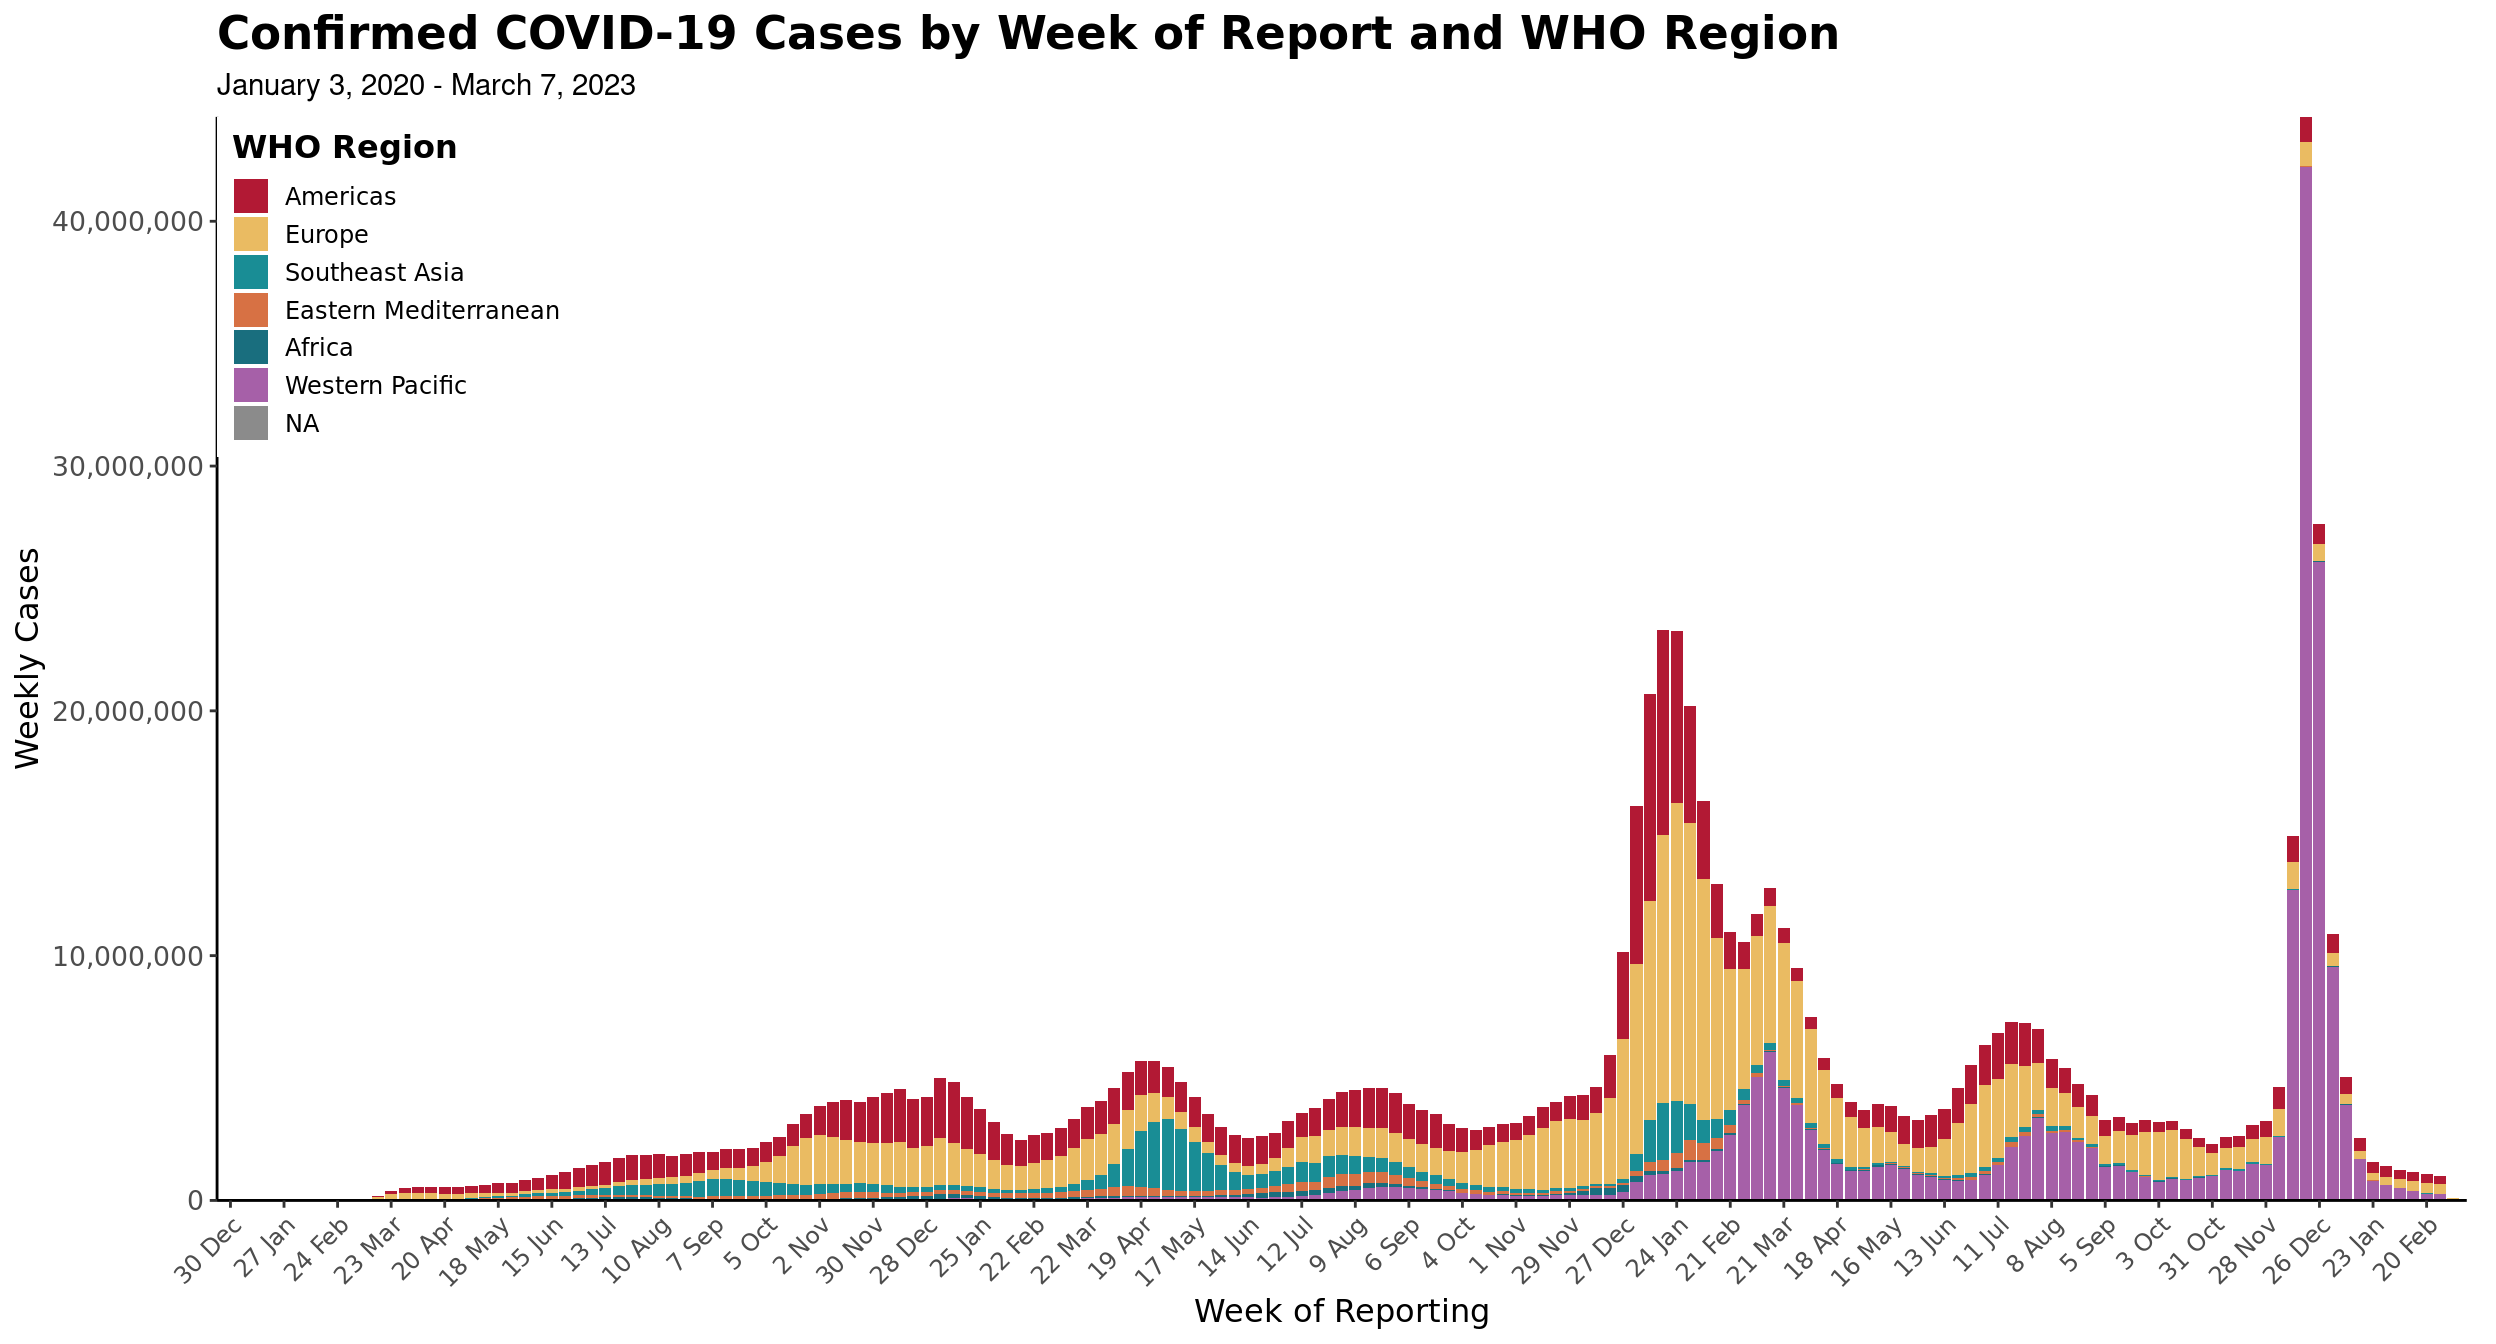 Confirmed COVID-19 Cases by Week of Report and WHO Region
January 3, 2020 - March 7, 2023
WHO Region
Americas
Europe
Southeast Asia
Eastern Mediterranean
Africa
Western Pacific
NA
Weekly Cases
40,000,000
30,000,000
20,000,000
10,000,000
0
30 Dec
27 Jan
24 Feb
23 Mar
20 Apr
18 May
15 Jun
13 Jul
10 Aug
7 Sep
5 Oct
2 Nov
30 Nov
28 Dec
25 Jan
22 Feb
22 Mar
19 Apr
17 May
14 Jun
12 Jul
9 Aug
6 Sep
4 Oct
1 Nov
29 Nov
27 Dec
24 Jan
21 Feb
21 Mar
18 Apr
16 May
13 Jun
11 Jul
8 Aug
5 Sep
3 Oct
31 Oct
28 Nov
26 Dec
23 Jan
20 Feb
Week of Reporting